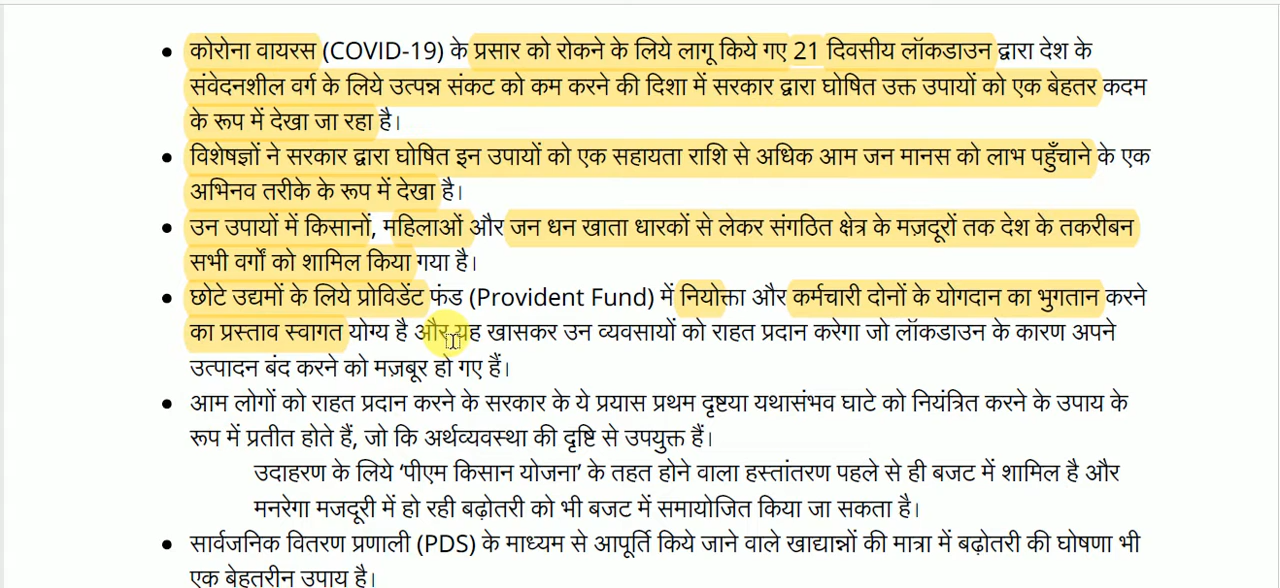 • कोरोना वायरस (COVID-19) के प्रसार को रोकने के लिये लागू किये गए 21 दिवसीय लॉकडाउन द्वारा देश के
संवेदनशील वर्ग के लिये उत्पन्न संकट को कम करने की दिशा में सरकार द्वारा घोषित उक्त उपायों को एक बेहतर कदम
के रूप में देखा जा रहा है।
• विशेषज्ञों ने सरकार द्वारा घोषित इन उपायों को एक सहायता राशि से अधिक आम जन मानस को लाभ पहुँचाने के एक
अभिनव तरीके के रूप में देखा है।
• उन उपायों में किसानों, महिलाओं और जन धन खाता धारकों से लेकर संगठित क्षेत्र के मज़दूरों तक देश के तकरीबन
सभी वर्गों को शामिल किया गया है।
• छोटे उद्यमों के लिये प्रोविडेंट फंड (Provident Fund) में नियोक्ता और कर्मचारी दोनों के योगदान का भुगतान करने
का प्रस्ताव स्वागत योग्य है और यह खासकर उन व्यवसायों को राहत प्रदान करेगा जो लॉकडाउन के कारण अपने
उत्पादन बंद करने को मज़बूर हो गए हैं।
• आम लोगों को राहत प्रदान करने के सरकार के ये प्रयास प्रथम दृष्टया यथासंभव घाटे को नियंत्रित करने के उपाय के
रूप में प्रतीत होते हैं, जो कि अर्थव्यवस्था की दृष्टि से उपयुक्त हैं।
उदाहरण के लिये ‘पीएम किसान योजना’ के तहत होने वाला हस्तांतरण पहले से ही बजट में शामिल है और
मनरेगा मजदूरी में हो रही बढ़ोतरी को भी बजट में समायोजित किया जा सकता है।
• सार्वजनिक वितरण प्रणाली (PDS) के माध्यम से आपूर्ति किये जाने वाले खाद्यान्नों की मात्रा में बढ़ोतरी की घोषणा भी
एक बेहतरीन उपाय है।